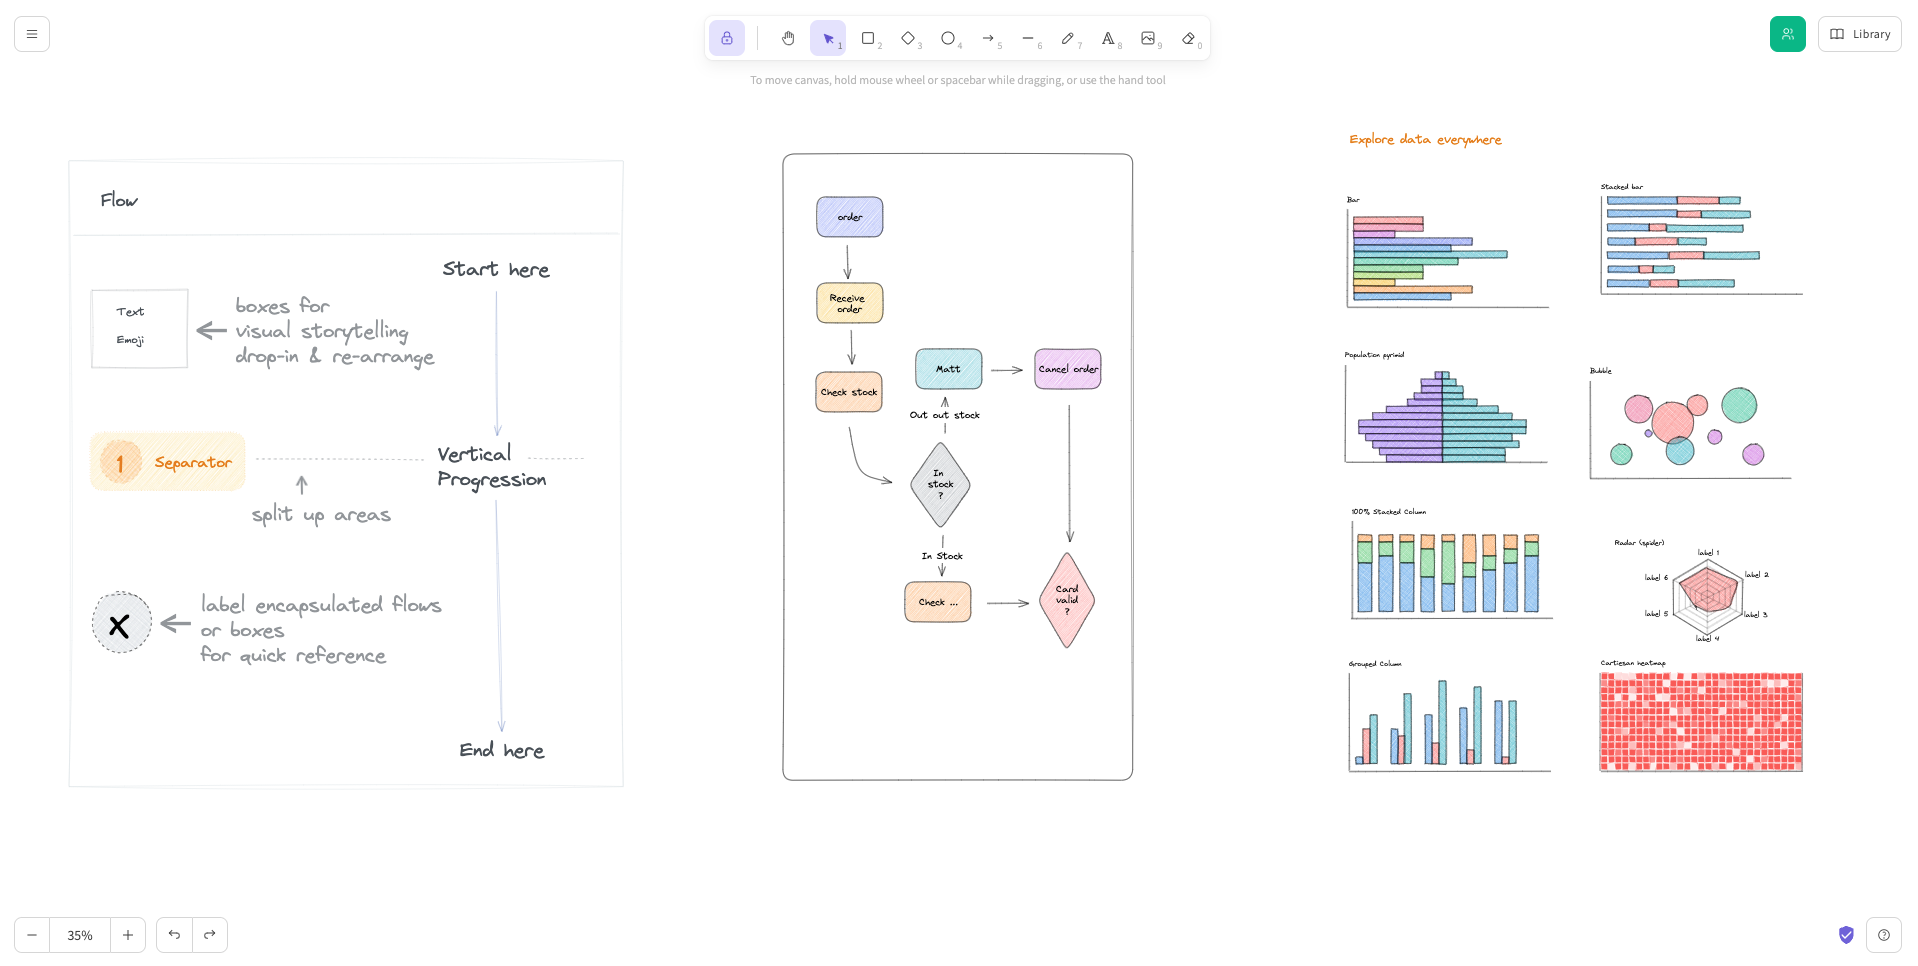 1
2
3
4
5
6
7
8
9
0
Library
To move canvas, hold mouse wheel or spacebar while dragging, or use the hand tool
Flow
Start here
Text
Emoji
boxes for
visual storytelling
drop-in & re-arrange
1
Separator
Vertical
Progression
split up areas
X
label encapsulated flows
or boxes
for quick reference
End here
order
Receive
order
Check stock
Matt
Cancel order
Out out stock
In
stock
?
In Stock
Check ...
Card
valid
?
Explore data everywhere
Bar
Stacked bar
Population pyrimid
Bubble
100% Stacked Column
Radar (spider)
label 1
label 2
label 3
label 4
label 5
label 6
Grouped Column
Cartiesan heatmap
35%